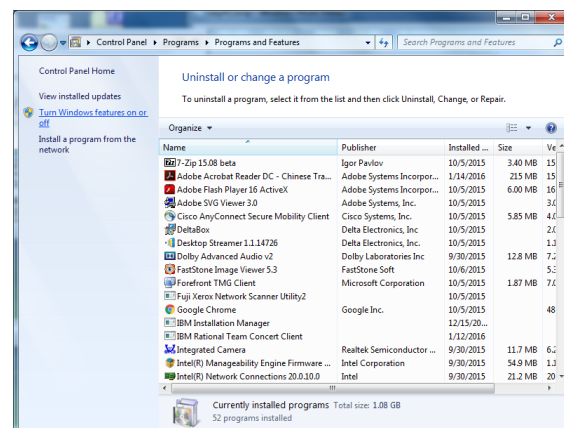 Control Panel ▸ Programs ▸ Programs and Features
Search Programs and Features
Control Panel Home
View installed updates
Turn Windows features on or
off
Install a program from the
network
Uninstall or change a program
To uninstall a program, select it from the list and then click Uninstall, Change, or Repair.
Organize
Name Publisher Installed ... Size Ve
7-Zip 15.08 beta Igor Pavlov 10/5/2015 3.40 MB 15
Adobe Acrobat Reader DC - Chinese Tra... Adobe Systems Incorpor... 1/14/2016 215 MB 15
Adobe Flash Player 16 ActiveX Adobe Systems Incorpor... 10/5/2015 6.00 MB 16
Adobe SVG Viewer 3.0 Adobe Systems, Inc. 10/5/2015 3.0
Cisco AnyConnect Secure Mobility Client Cisco Systems, Inc. 10/5/2015 5.85 MB 4.0
DeltaBox Delta Electronics, Inc 10/5/2015 2.0
Desktop Streamer 1.1.14726 Delta Electronics, Inc. 10/5/2015 1.1
Dolby Advanced Audio v2 Dolby Laboratories Inc 9/30/2015 12.8 MB 7.2
FastStone Image Viewer 5.3 FastStone Soft 10/6/2015 5.3
Forefront TMG Client Microsoft Corporation 10/5/2015 1.87 MB 7.0
Fuji Xerox Network Scanner Utility2 10/5/2015
Google Chrome Google Inc. 10/5/2015 48
IBM Installation Manager 12/15/20...
IBM Rational Team Concert Client 1/12/2016
Integrated Camera Realtek Semiconductor ... 9/30/2015 11.7 MB 6.2
Intel(R) Manageability Engine Firmware ... Intel Corporation 9/30/2015 54.9 MB 1.1
Intel(R) Network Connections 20.0.10.0 Intel 9/30/2015 21.2 MB 20
Currently installed programs Total size: 1.08 GB
52 programs installed